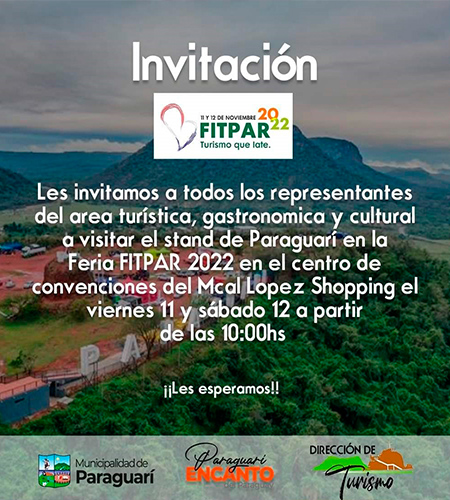 Invitación
11 Y 12 DE NOVIEMBRE 20
FITPAR 22
Turismo que late.
Les invitamos a todos los representantes
del area turística, gastronomica y cultural
a visitar el stand de Paraguarí en la
Feria FITPAR 2022 en el centro de
convenciones del Mcal Lopez Shopping el
viernes 11 y sábado 12 a partir
de las 10:00hs
¡¡Les esperamos!!
PA
Municipalidad de
Paraguarí
Paraguarí
ENCANTO
DIRECCIÓN DE
Turismo